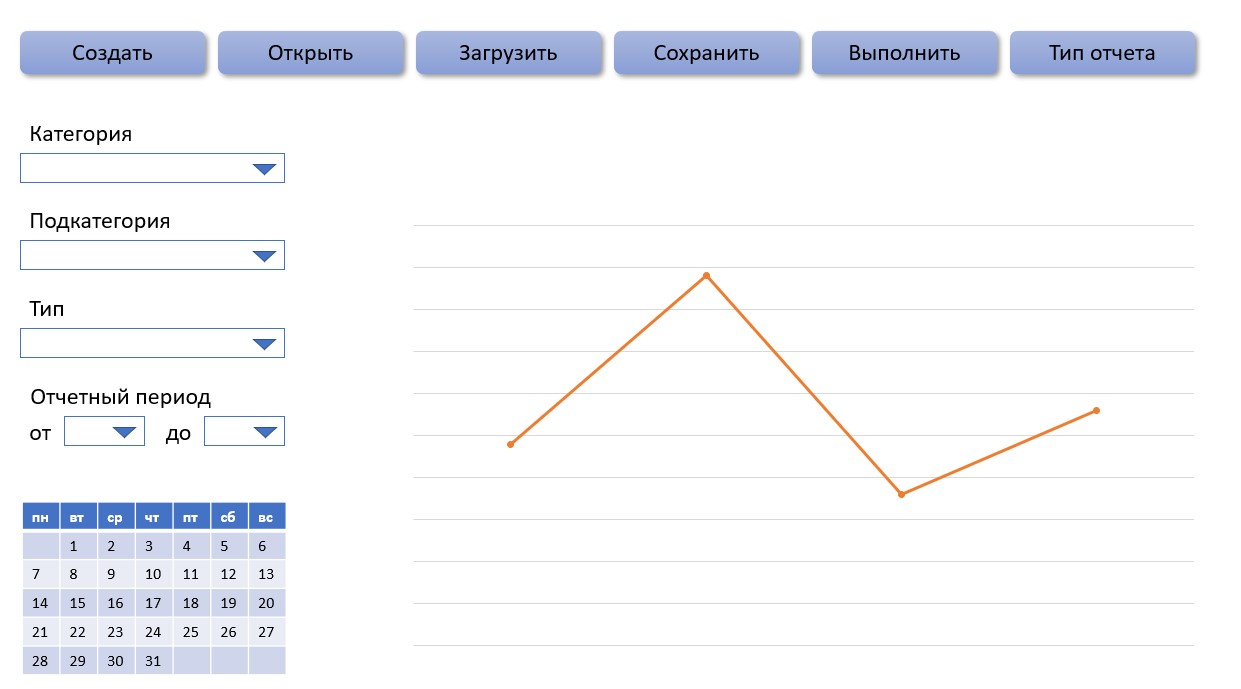 Создать Открыть Загрузить Сохранить Выполнить Тип отчета
Категория
Подкатегория
Тип
Отчетный период
от до
пн вт ср чт пт сб вс
1 2 3 4 5 6
7 8 9 10 11 12 13
14 15 16 17 18 19 20
21 22 23 24 25 26 27
28 29 30 31